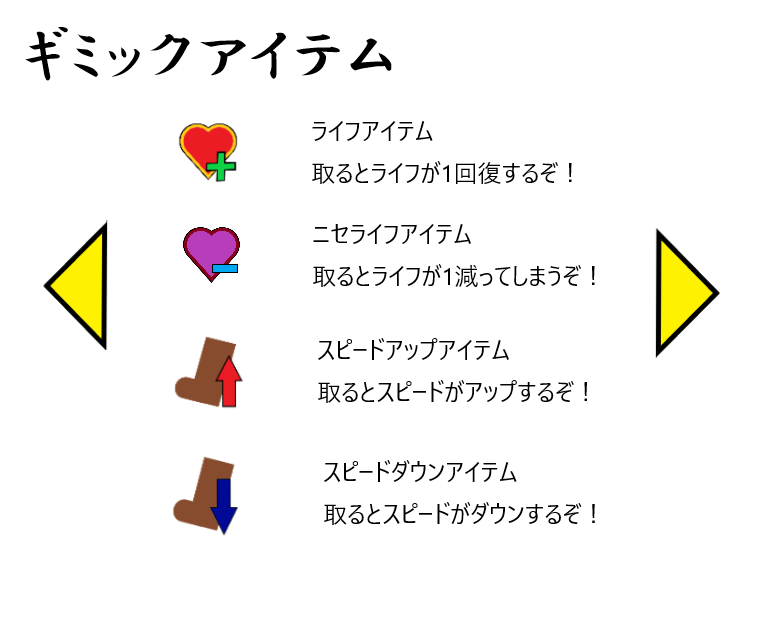 ギミックアイテム
ライフアイテム
取るとライフが1回復するぞ！
ニセライフアイテム
取るとライフが1減ってしまうぞ！
スピードアップアイテム
取るとスピードがアップするぞ！
スピードダウンアイテム
取るとスピードがダウンするぞ！